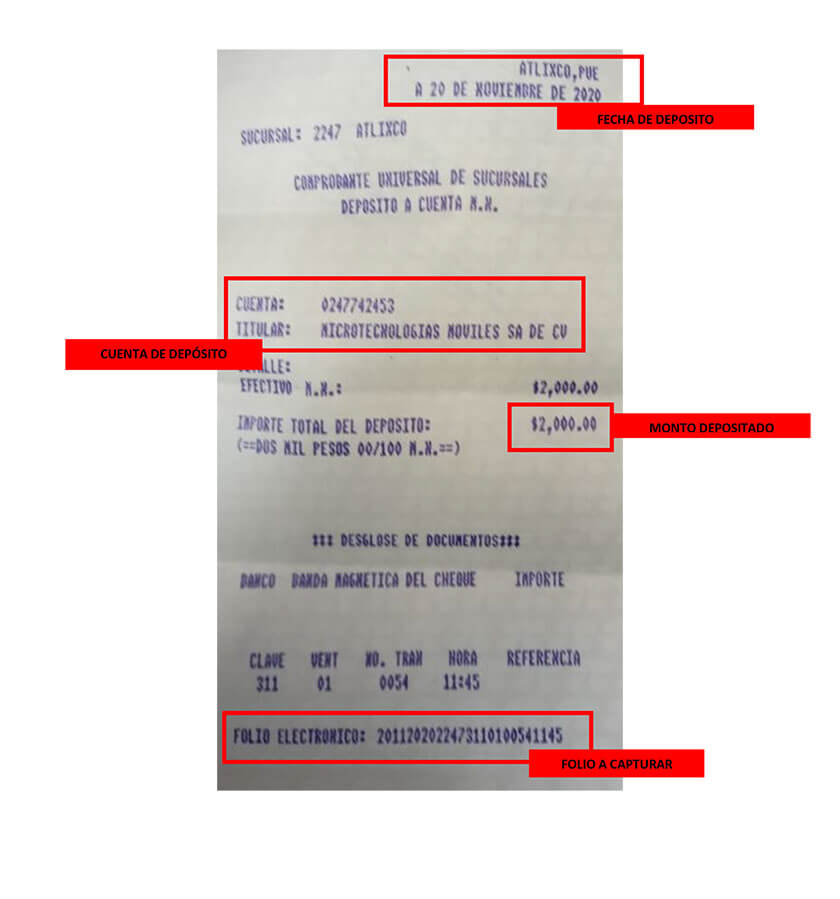 ATLIXCO,PUE
A 20 DE NOVIEMBRE DE 2020
FECHA DE DEPOSITO
SUCURSAL: 2247 ATLIXCO
COMPROBANTE UNIVERSAL DE SUCURSALES
DEPOSITO A CUENTA M.N.
CUENTA: 0247742453
TITULAR: MICROTECNOLOGIAS MOVILES SA DE CV
CUENTA DE DEPÓSITO
ALLE:
EFECTIVO M.N.: $2,000.00
IMPORTE TOTAL DEL DEPOSITO: $2,000.00
MONTO DEPOSITADO
(==DOS MIL PESOS 00/100 M.N.==)
*** DESGLOSE DE DOCUMENTOS***
BANCO BANDA MAGNETICA DEL CHEQUE IMPORTE
CLAVE VENT NO. TRAN HORA REFERENCIA
311 01 0054 11:45
FOLIO ELECTRONICO: 2011202022473110100541145
FOLIO A CAPTURAR